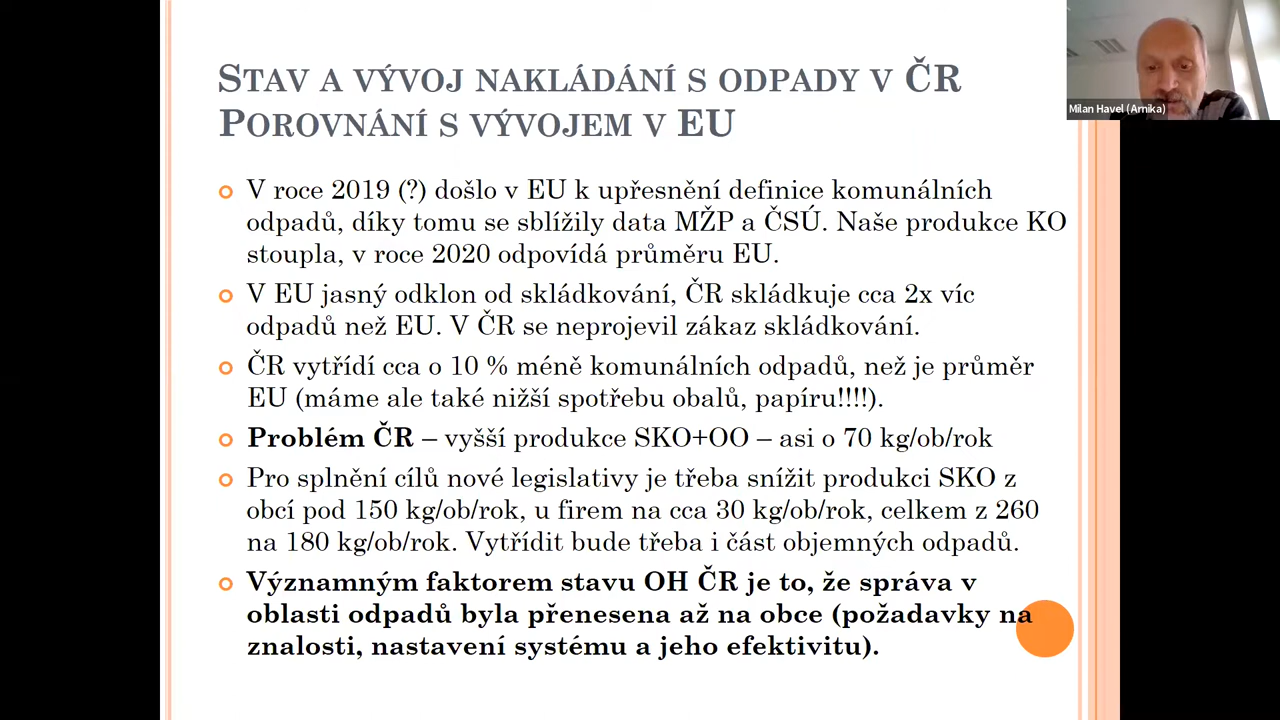 Stav a vývoj nakládání s odpady v ČR
Porovnání s vývojem v EU
Milan Havel (Arnika)
V roce 2019 (?) došlo v EU k upřesnění definice komunálních
odpadů, díky tomu se sblížily data MŽP a ČSÚ. Naše produkce KO
stoupla, v roce 2020 odpovídá průměru EU.
V EU jasný odklon od skládkování, ČR skládkuje cca 2x víc
odpadů než EU. V ČR se neprojevil zákaz skládkování.
ČR vytřídí cca o 10 % méně komunálních odpadů, než je průměr
EU (máme ale také nižší spotřebu obalů, papíru!!!!).
Problém ČR – vyšší produkce SKO+OO – asi o 70 kg/ob/rok
Pro splnění cílů nové legislativy je třeba snížit produkci SKO z
obcí pod 150 kg/ob/rok, u firem na cca 30 kg/ob/rok, celkem z 260
na 180 kg/ob/rok. Vytřídit bude třeba i část objemných odpadů.
Významným faktorem stavu OH ČR je to, že správa v
oblasti odpadů byla přenesena až na obce (požadavky na
znalosti, nastavení systému a jeho efektivitu).